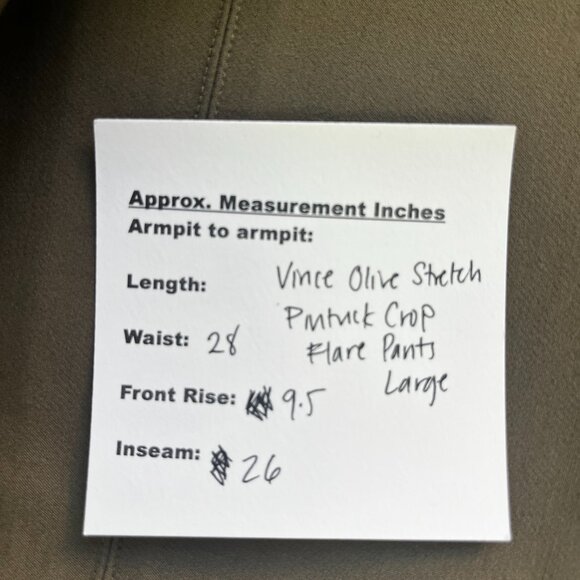 Approx. Measurement Inches
Armpit to armpit:
Length:
Vince Olive Stretch
Pintuck Crop
Flare Pants
Large
Waist: 28
Front Rise: 9.5
Inseam: 26